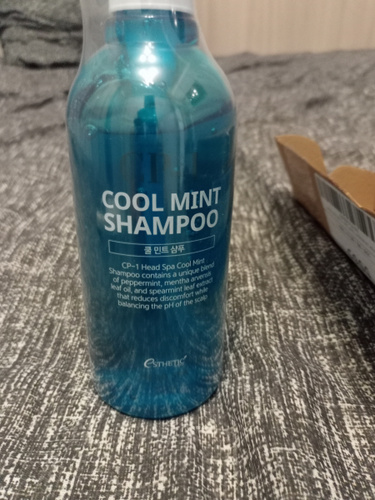 COOL MINT
SHAMPOO
쿨 민트 샴푸
CP-1 Head Spa Cool Mint
Shampoo contains a unique blend
of peppermint, mentha arvensis
leaf oil, and spearmint leaf extract
that reduces discomfort while
balancing the pH of the scalp
ESTHETIC